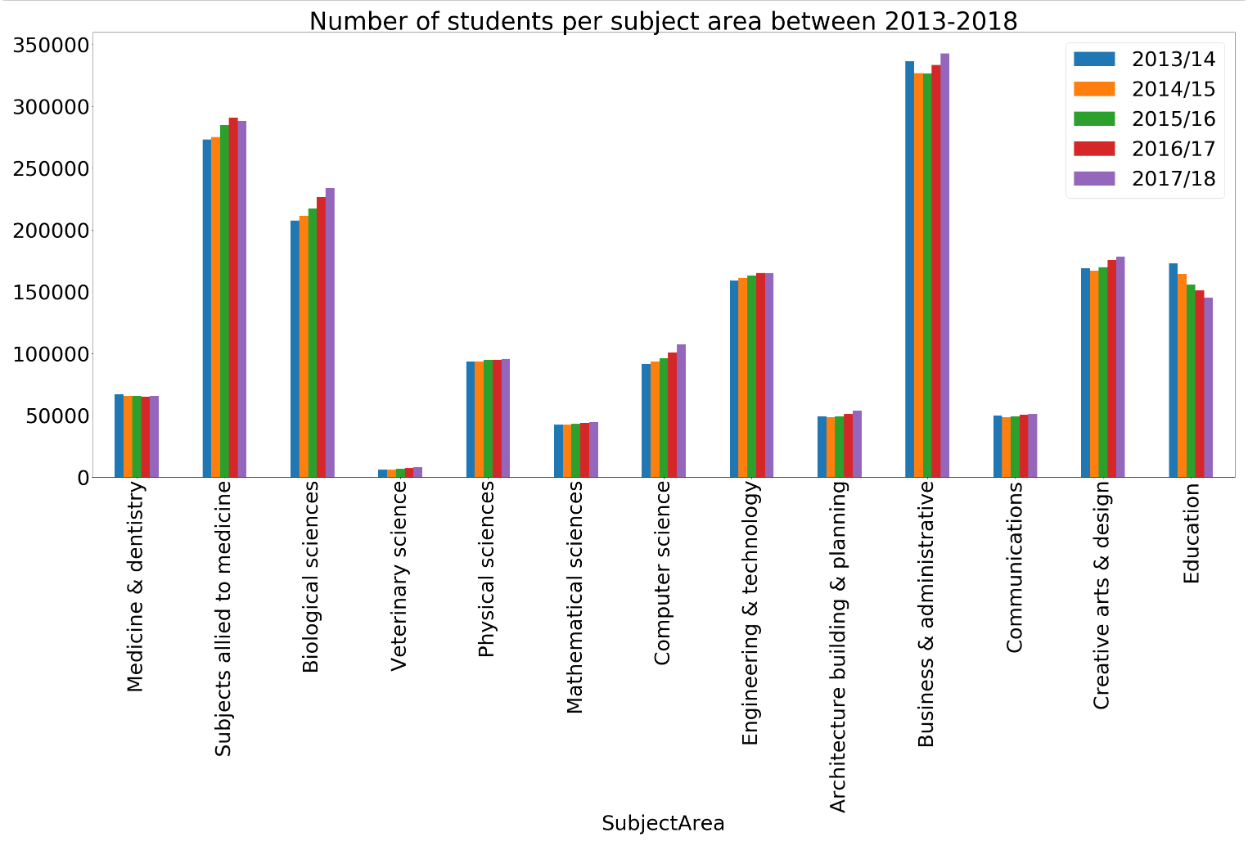 Number of students per subject area between 2013-2018
350000
300000
250000
200000
150000
100000
50000
0
2013/14
2014/15
2015/16
2016/17
2017/18
Medicine & dentistry
Subjects allied to medicine
Biological sciences
Veterinary science
Physical sciences
Mathematical sciences
Computer science
Engineering & technology
Architecture building & planning
Business & administrative
Communications
Creative arts & design
Education
SubjectArea